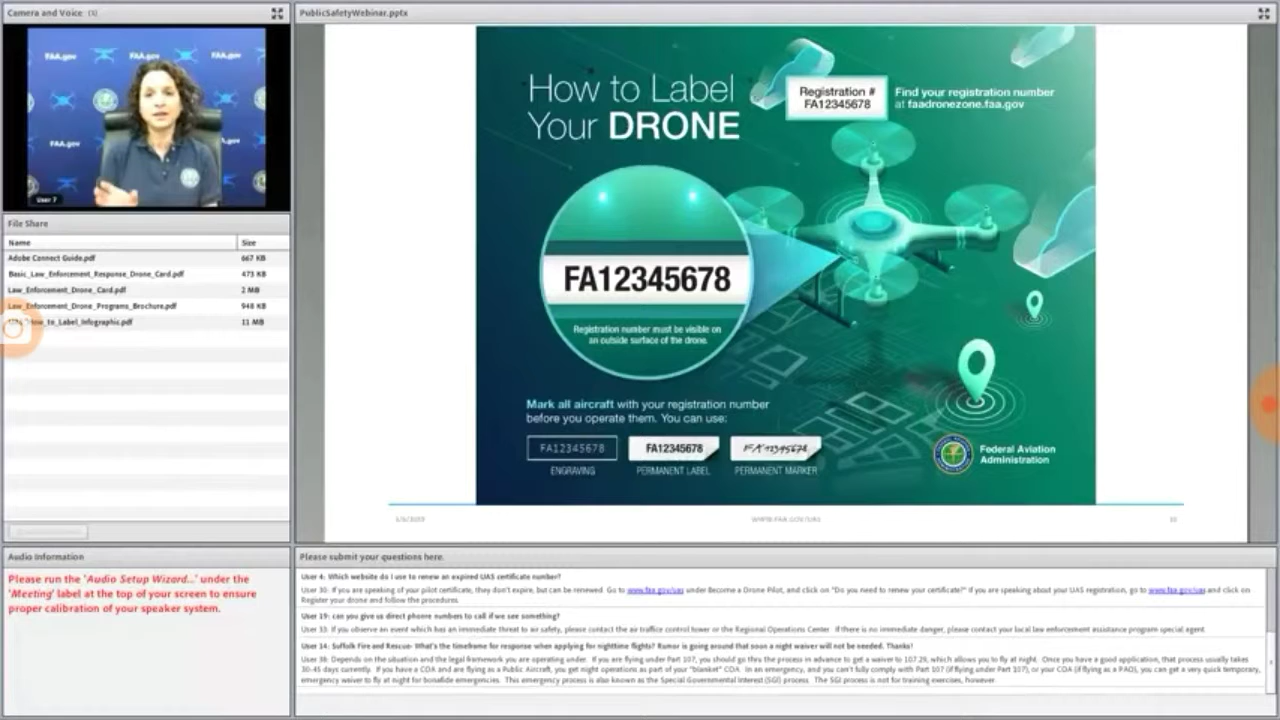 Camera and Voice (1)
FAA.gov
FAA.gov
FAA.gov
FAA.gov
User 7
File Share
Name Size
Adobe Connect Guide.pdf 667 KB
Basic_Law_Enforcement_Response_Drone_Card.pdf 473 KB
Law_Enforcement_Drone_Card.pdf 2 MB
Law_Enforcement_Drone_Programs_Brochure.pdf 948 KB
How_to_Label_Infographic.pdf 11 MB
Audio Information
Please run the 'Audio Setup Wizard...' under the
'Meeting' label at the top of your screen to ensure
proper calibration of your speaker system.
PublicSafetyWebinar.pptx
How to Label
Your DRONE
Registration #
FA12345678
Find your registration number
at faadronezone.faa.gov
FA12345678
Registration number must be visible on
an outside surface of the drone.
Mark all aircraft with your registration number
before you operate them. You can use:
FA12345678 FA12345678 FA12345678
ENGRAVING PERMANENT LABEL PERMANENT MARKER
Federal Aviation
Administration
WWW.FAA.GOV/UAS
Please submit your questions here.
User 4: Which website do I use to renew an expired UAS certificate number?
User 30: If you are speaking of your pilot certificate, they don't expire, but can be renewed. Go to www.faa.gov/uas under Become a Drone Pilot, and click on "Do you need to renew your certificate?" If you are speaking about your UAS registration, go to www.faa.gov/uas and click on
Register your drone and follow the procedures.
User 19: can you give us direct phone numbers to call if we see something?
User 33: If you observe an event which has an immediate threat to air safety, please contact the air traffic control tower or the Regional Operations Center. If there is no immediate danger, please contact your local law enforcement assistance program special agent.
User 14: Suffolk Fire and Rescue- What's the timeframe for response when applying for nighttime flights? Rumor is going around that soon a night waiver will not be needed. Thanks!
User 38: Depends on the situation and the legal framework you are operating under. If you are flying under Part 107, you should go thru the process in advance to get a waiver to 107.29, which allows you to fly at night. Once you have a good application, that process usually takes
30-45 days currently. If you have a COA and are flying as a Public Aircraft, you get night operations as part of your "blanket" COA. In an emergency, and you can't fully comply with Part 107 (if flying under Part 107), or your COA (if flying as a PAO), you can get a very quick temporary,
emergency waiver to fly at night for bonafide emergencies. This emergency process is also known as the Special Governmental Interest (SGI) process. The SGI process is not for training exercises, however.